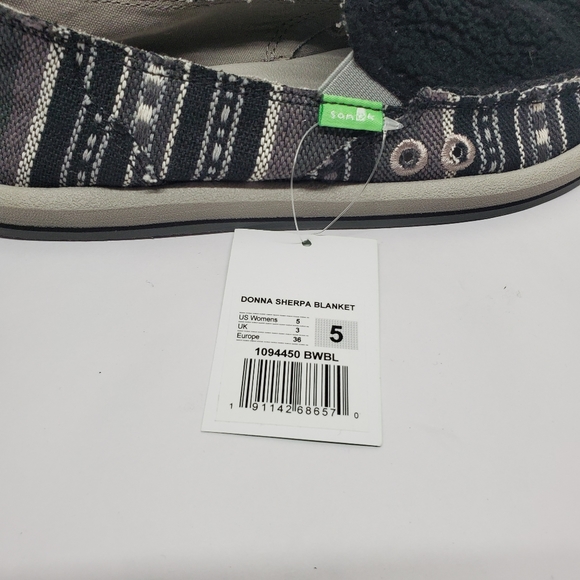 sanuk
DONNA SHERPA BLANKET
US Womens 5
UK 3
Europe 36
5
1094450 BWBL
1 91142 68657 0